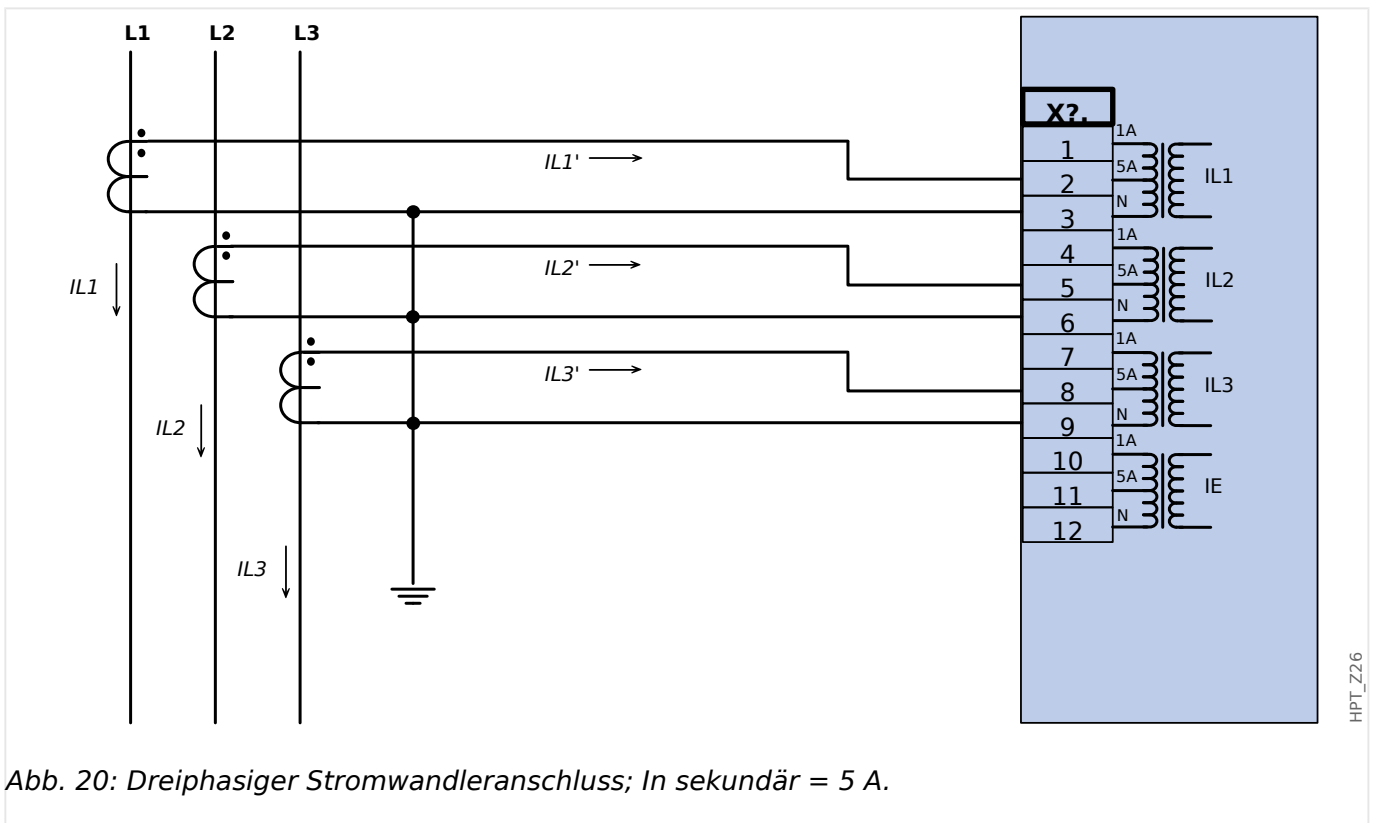 L1 L2 L3
X?.
1A
1
IL1'
5A
IL1
2
N
3
1A
4
IL2'
5A
IL2
IL1
5
N
6
1A
7
IL3'
5A
IL3
8
N
9
IL2
1A
10
5A
IE
11
N
12
IL3
HPT_Z26
Abb. 20: Dreiphasiger Stromwandleranschluss; In sekundär = 5 A.